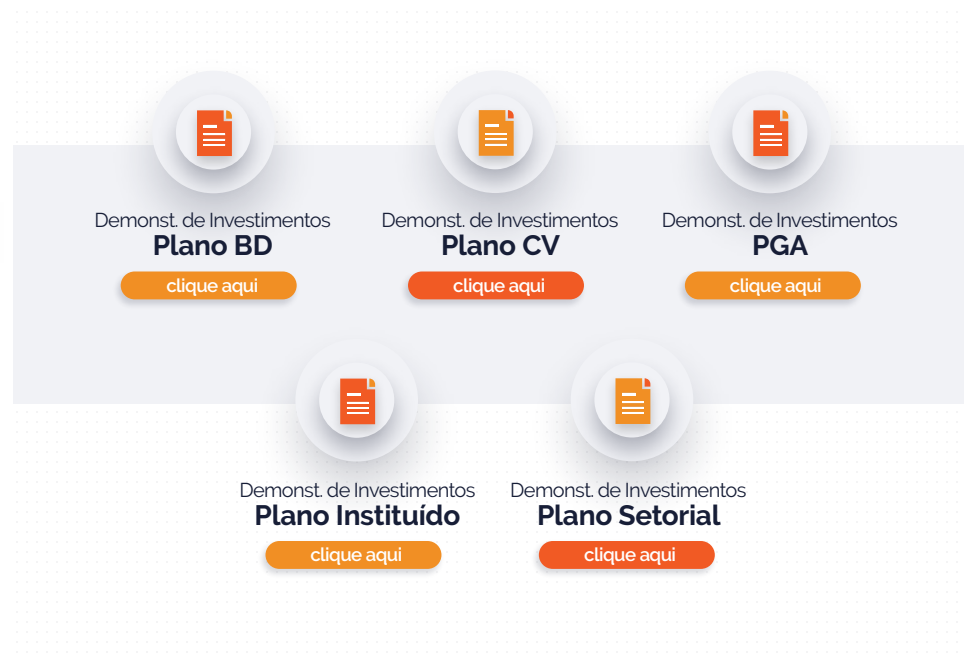 Demonst. de Investimentos
Plano BD
clique aqui
Demonst. de Investimentos
Plano CV
clique aqui
Demonst. de Investimentos
PGA
clique aqui
Demonst. de Investimentos
Plano Instituído
clique aqui
Demonst. de Investimentos
Plano Setorial
clique aqui